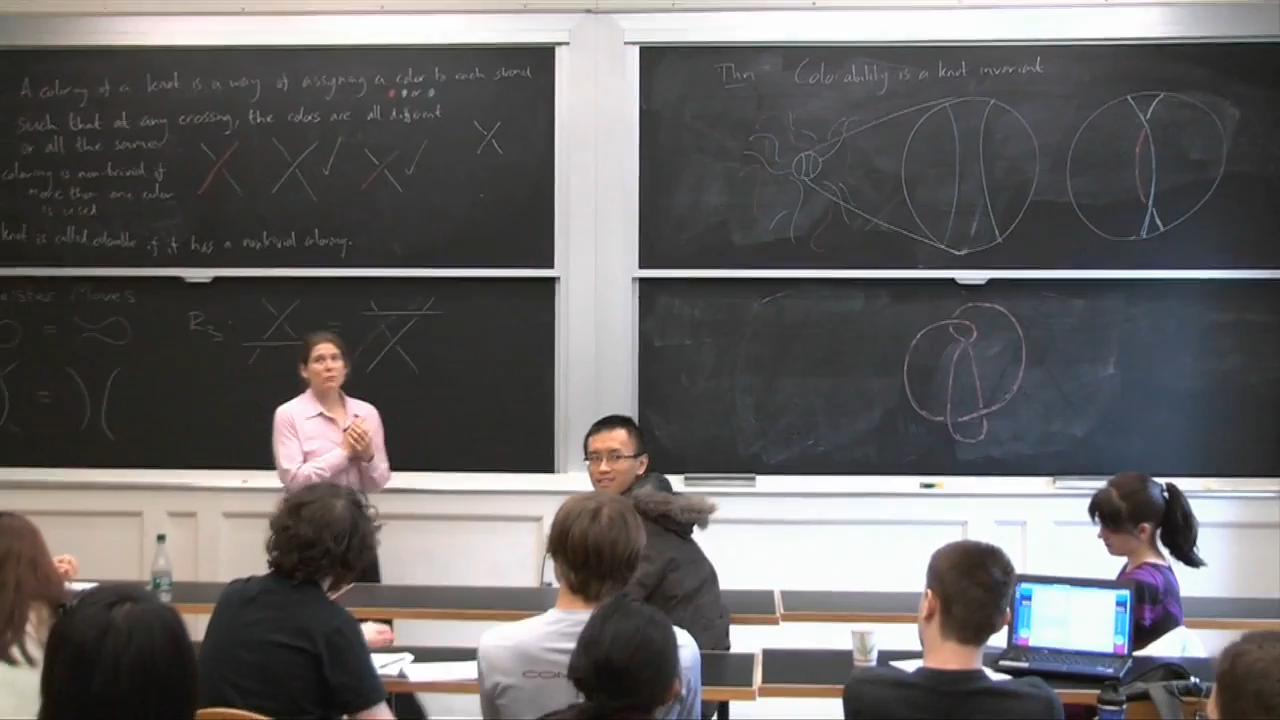 A coloring of a knot is a way of assigning a color to each strand
such that at any crossing, the colors are all different
or all the same.
coloring is nontrivial if
more than one color
is used
knot is called colorable if it has a nontrivial coloring.
Moves
R3:
Thm Colorability is a knot invariant
COM